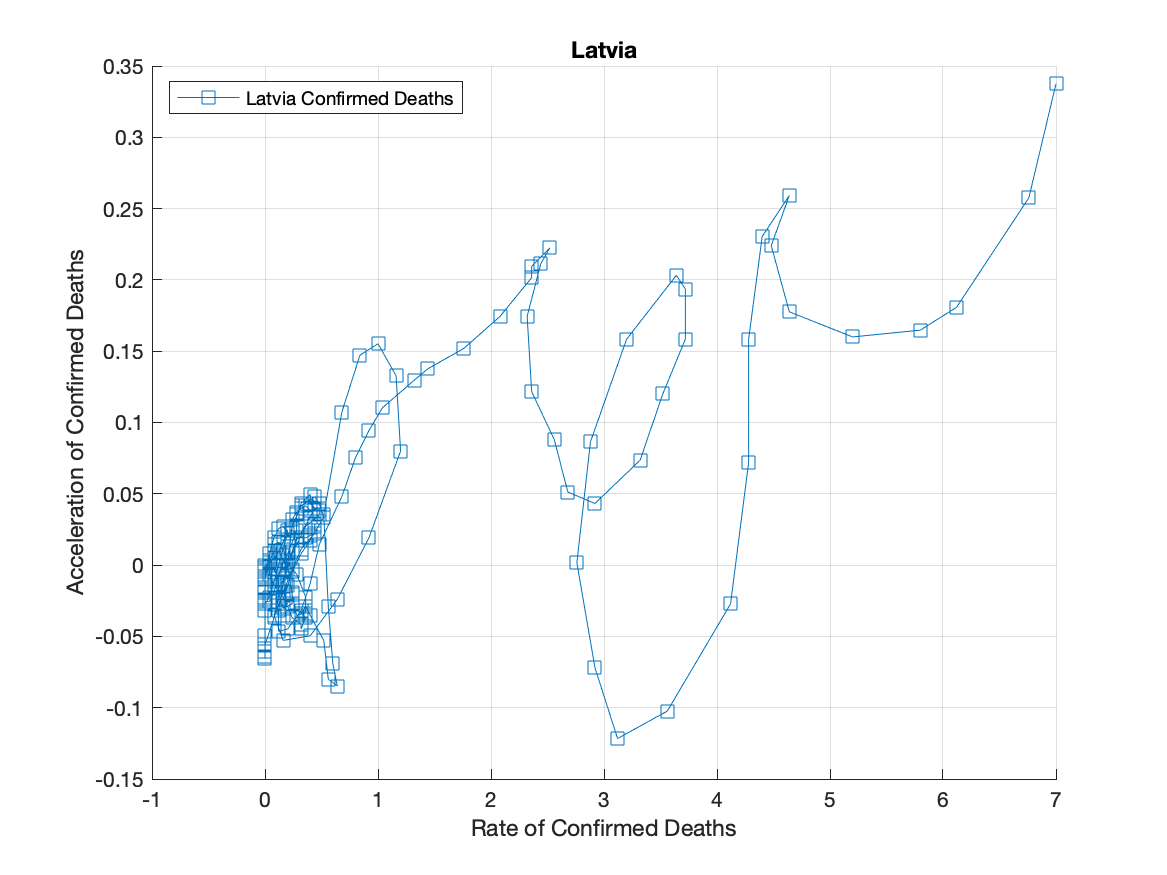 Latvia
0.35
Latvia Confirmed Deaths
0.3
0.25
0.2
0.15
0.1
0.05
0
-0.05
-0.1
-0.15
Acceleration of Confirmed Deaths
-1 0 1 2 3 4 5 6 7
Rate of Confirmed Deaths